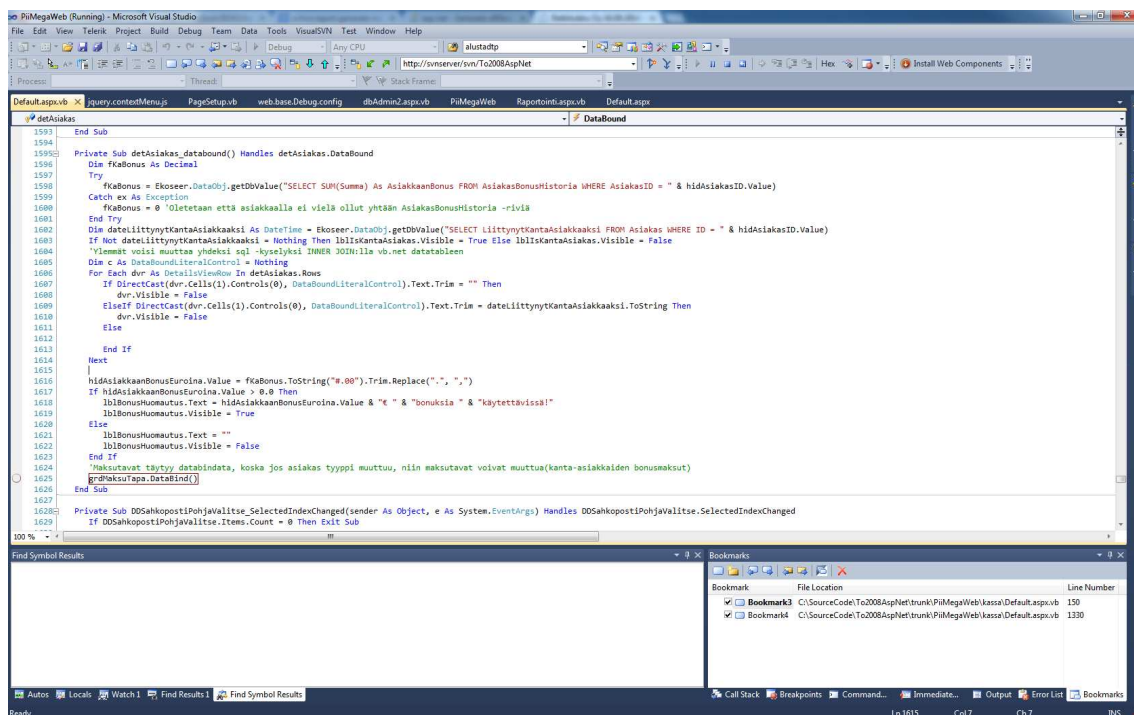 PiiMegaWeb (Running) - Microsoft Visual Studio
File Edit View Telerik Project Build Debug Team Data Tools VisualSVN Test Window Help
Debug Any CPU alustadtp
http://svnserver/svn/To2008AspNet Hex Install Web Components
Process: Thread: Stack Frame:
Default.aspx.vb jquery.contextMenu.js PageSetup.vb web.base.Debug.config dbAdmin2.aspx.vb PiiMegaWeb Raportointi.aspx.vb Default.aspx
detAsiakas DataBound
1593 End Sub
1594
1595 Private Sub detAsiakas_databound() Handles detAsiakas.DataBound
1596 Dim fKaBonus As Decimal
1597 Try
1598 fKaBonus = Ekoseer.DataObj.getDbValue("SELECT SUM(Summa) As AsiakkaanBonus FROM AsiakasBonusHistoria WHERE AsiakasID = " & hidAsiakasID.Value)
1599 Catch ex As Exception
1600 fKaBonus = 0 'Oletetaan että asiakkaalla ei vielä ollut yhtään AsiakasBonusHistoria -riviä
1601 End Try
1602 Dim dateLiittynytKantaAsiakkaaksi As DateTime = Ekoseer.DataObj.getDbValue("SELECT LiittynytKantaAsiakkaaksi FROM Asiakas WHERE ID = " & hidAsiakasID.Value)
1603 If Not dateLiittynytKantaAsiakkaaksi = Nothing Then lblIsKantaAsiakas.Visible = True Else lblIsKantaAsiakas.Visible = False
1604 'Ylemmät voisi muuttaa yhdeksi sql -kyselyksi INNER JOIN:lla vb.net datatableen
1605 Dim c As DataBoundLiteralControl = Nothing
1606 For Each dvr As DetailsViewRow In detAsiakas.Rows
1607 If DirectCast(dvr.Cells(1).Controls(0), DataBoundLiteralControl).Text.Trim = "" Then
1608 dvr.Visible = False
1609 ElseIf DirectCast(dvr.Cells(1).Controls(0), DataBoundLiteralControl).Text.Trim = dateLiittynytKantaAsiakkaaksi.ToString Then
1610 dvr.Visible = False
1611 Else
1612
1613 End If
1614 Next
1615
1616 hidAsiakkaanBonusEuroina.Value = fKaBonus.ToString("#.00").Trim.Replace(".", ",")
1617 If hidAsiakkaanBonusEuroina.Value > 0.0 Then
1618 lblBonusHuomautus.Text = hidAsiakkaanBonusEuroina.Value & "€ " & "bonuksia " & "käytettävissä!"
1619 lblBonusHuomautus.Visible = True
1620 Else
1621 lblBonusHuomautus.Text = ""
1622 lblBonusHuomautus.Visible = False
1623 End If
1624 'Maksutavat täytyy databindata, koska jos asiakas tyyppi muuttuu, niin maksutavat voivat muuttua(kanta-asiakkaiden bonusmaksut)
1625 grdMaksuTapa.DataBind()
1626 End Sub
1627
1628 Private Sub DDSahkopostiPohjaValitse_SelectedIndexChanged(sender As Object, e As System.EventArgs) Handles DDSahkopostiPohjaValitse.SelectedIndexChanged
1629 If DDSahkopostiPohjaValitse.Items.Count = 0 Then Exit Sub
100 %
Find Symbol Results Bookmarks
Bookmark File Location Line Number
Bookmark3 C:\SourceCode\To2008AspNet\trunk\PiiMegaWeb\kassa\Default.aspx.vb 150
Bookmark4 C:\SourceCode\To2008AspNet\trunk\PiiMegaWeb\kassa\Default.aspx.vb 1330
Autos Locals Watch 1 Find Results 1 Find Symbol Results Call Stack Breakpoints Command... Immediate... Output Error List Bookmarks
Ready Ln 1615 Col 7 Ch 7 INS